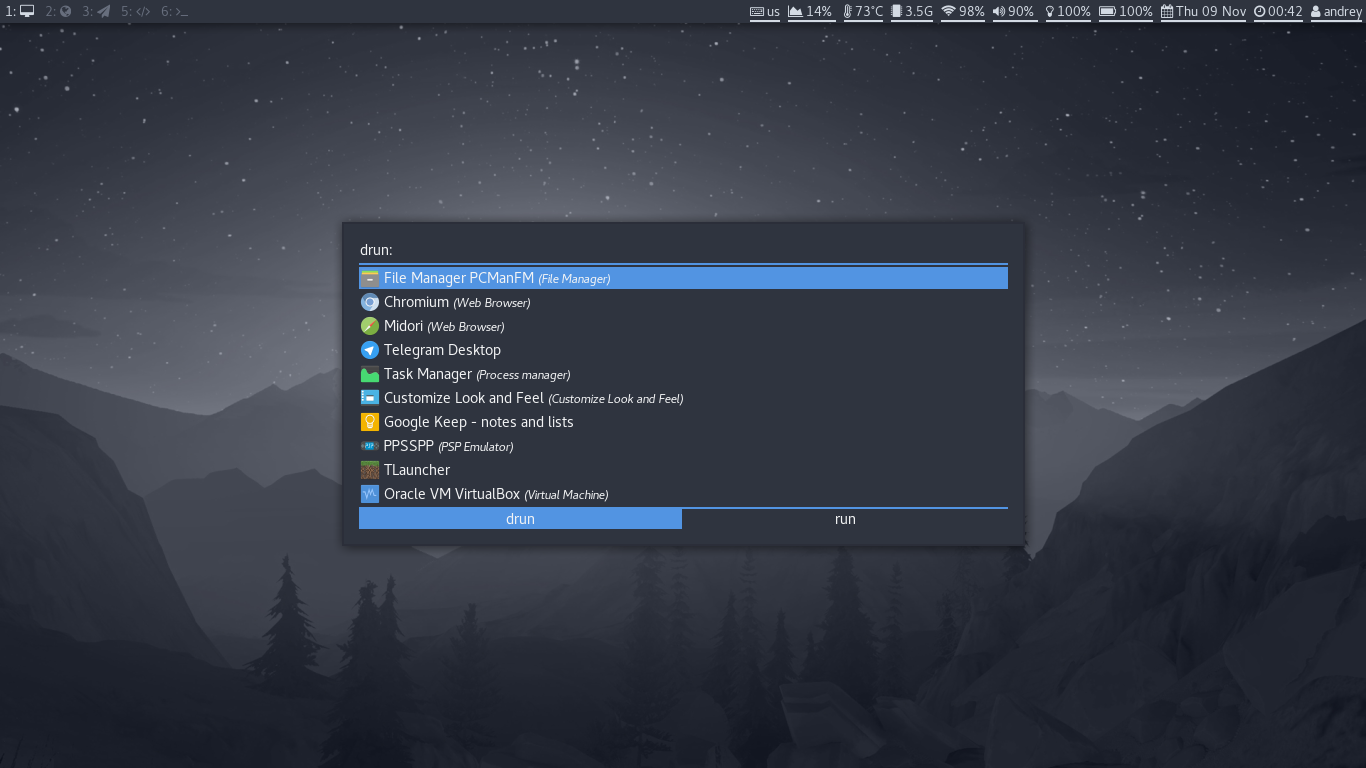 1: 2: 3: 5: 6: us 14% 73°C 3.5G 98% 90% 100% 100% Thu 09 Nov 00:42 andrey
drun:
File Manager PCManFM (File Manager)
Chromium (Web Browser)
Midori (Web Browser)
Telegram Desktop
Task Manager (Process manager)
Customize Look and Feel (Customize Look and Feel)
Google Keep - notes and lists
PPSSPP (PSP Emulator)
TLauncher
Oracle VM VirtualBox (Virtual Machine)
drun run